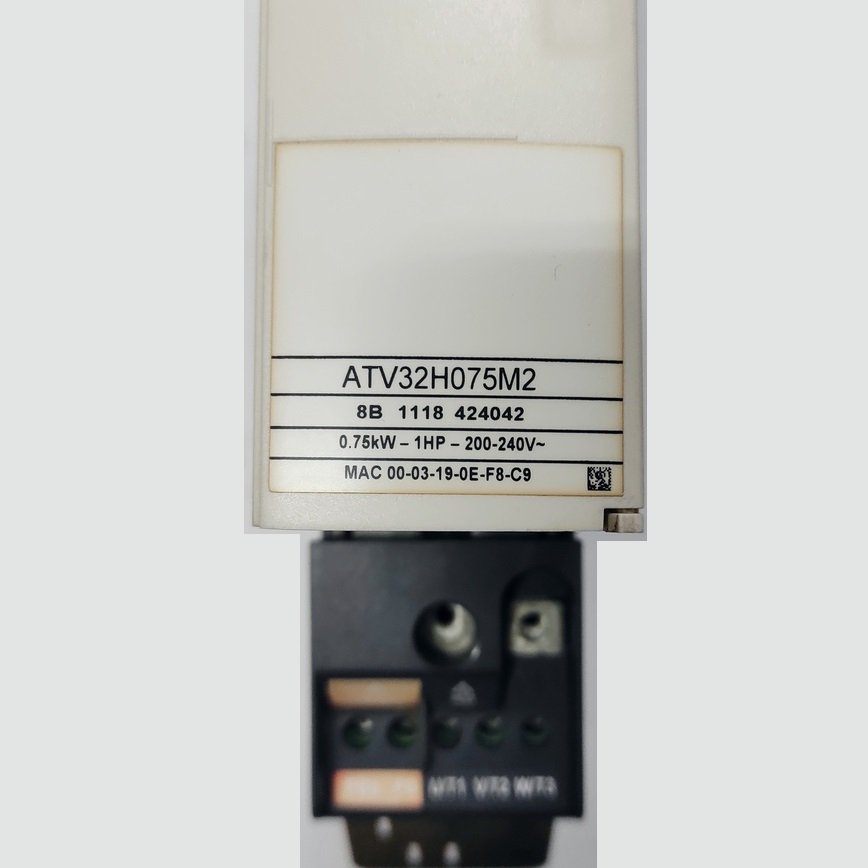 ATV32H075M2
8B 1118 424042
0.75kW – 1HP – 200-240V~
MAC 00-03-19-0E-F8-C9
U/T1 V/T2 W/T3